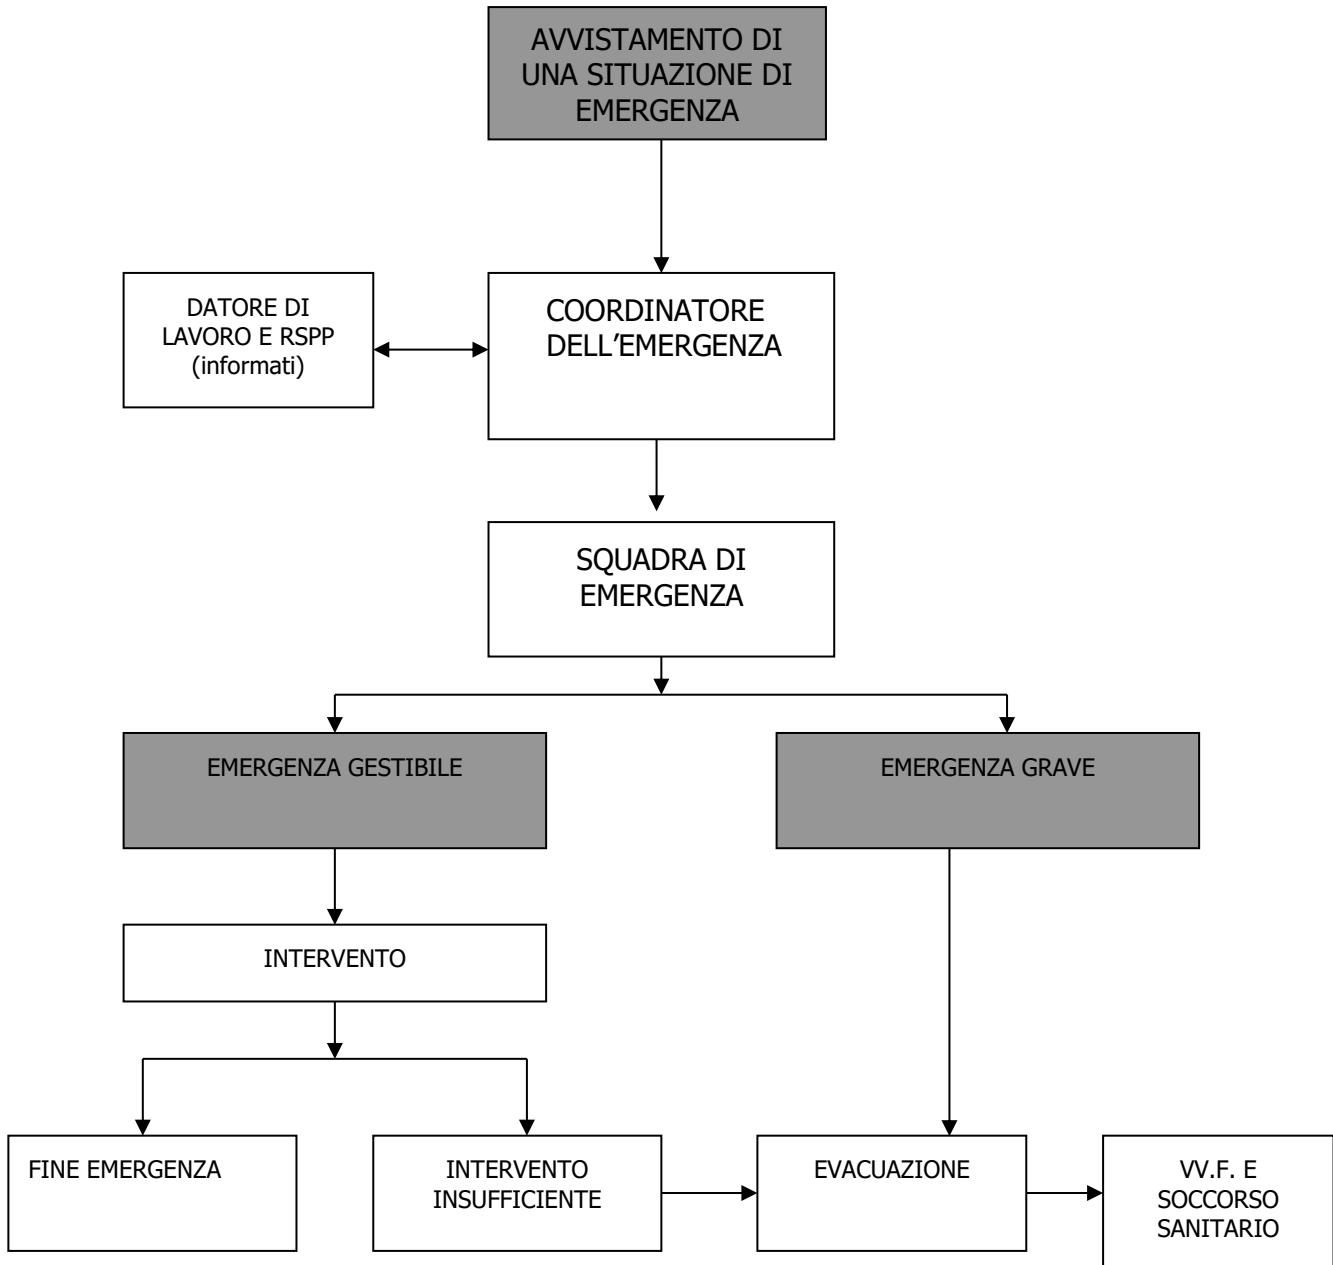 AVVISTAMENTO DI
UNA SITUAZIONE DI
EMERGENZA
DATORE DI
LAVORO E RSPP
(informati)
COORDINATORE
DELL’EMERGENZA
SQUADRA DI
EMERGENZA
EMERGENZA GESTIBILE
EMERGENZA GRAVE
INTERVENTO
FINE EMERGENZA
INTERVENTO
INSUFFICIENTE
EVACUAZIONE
VV.F. E
SOCCORSO
SANITARIO